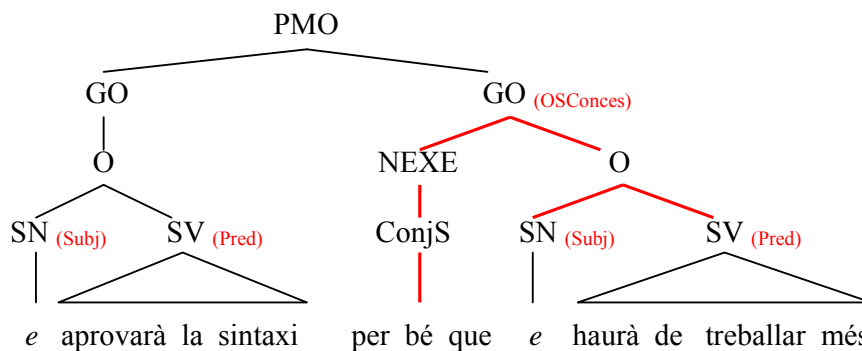 PMO
GO GO (OSConces)
O NEXE O
SN (Subj) SV (Pred) ConjS SN (Subj) SV (Pred)
e aprovarà la sintaxi per bé que e haurà de treballar més